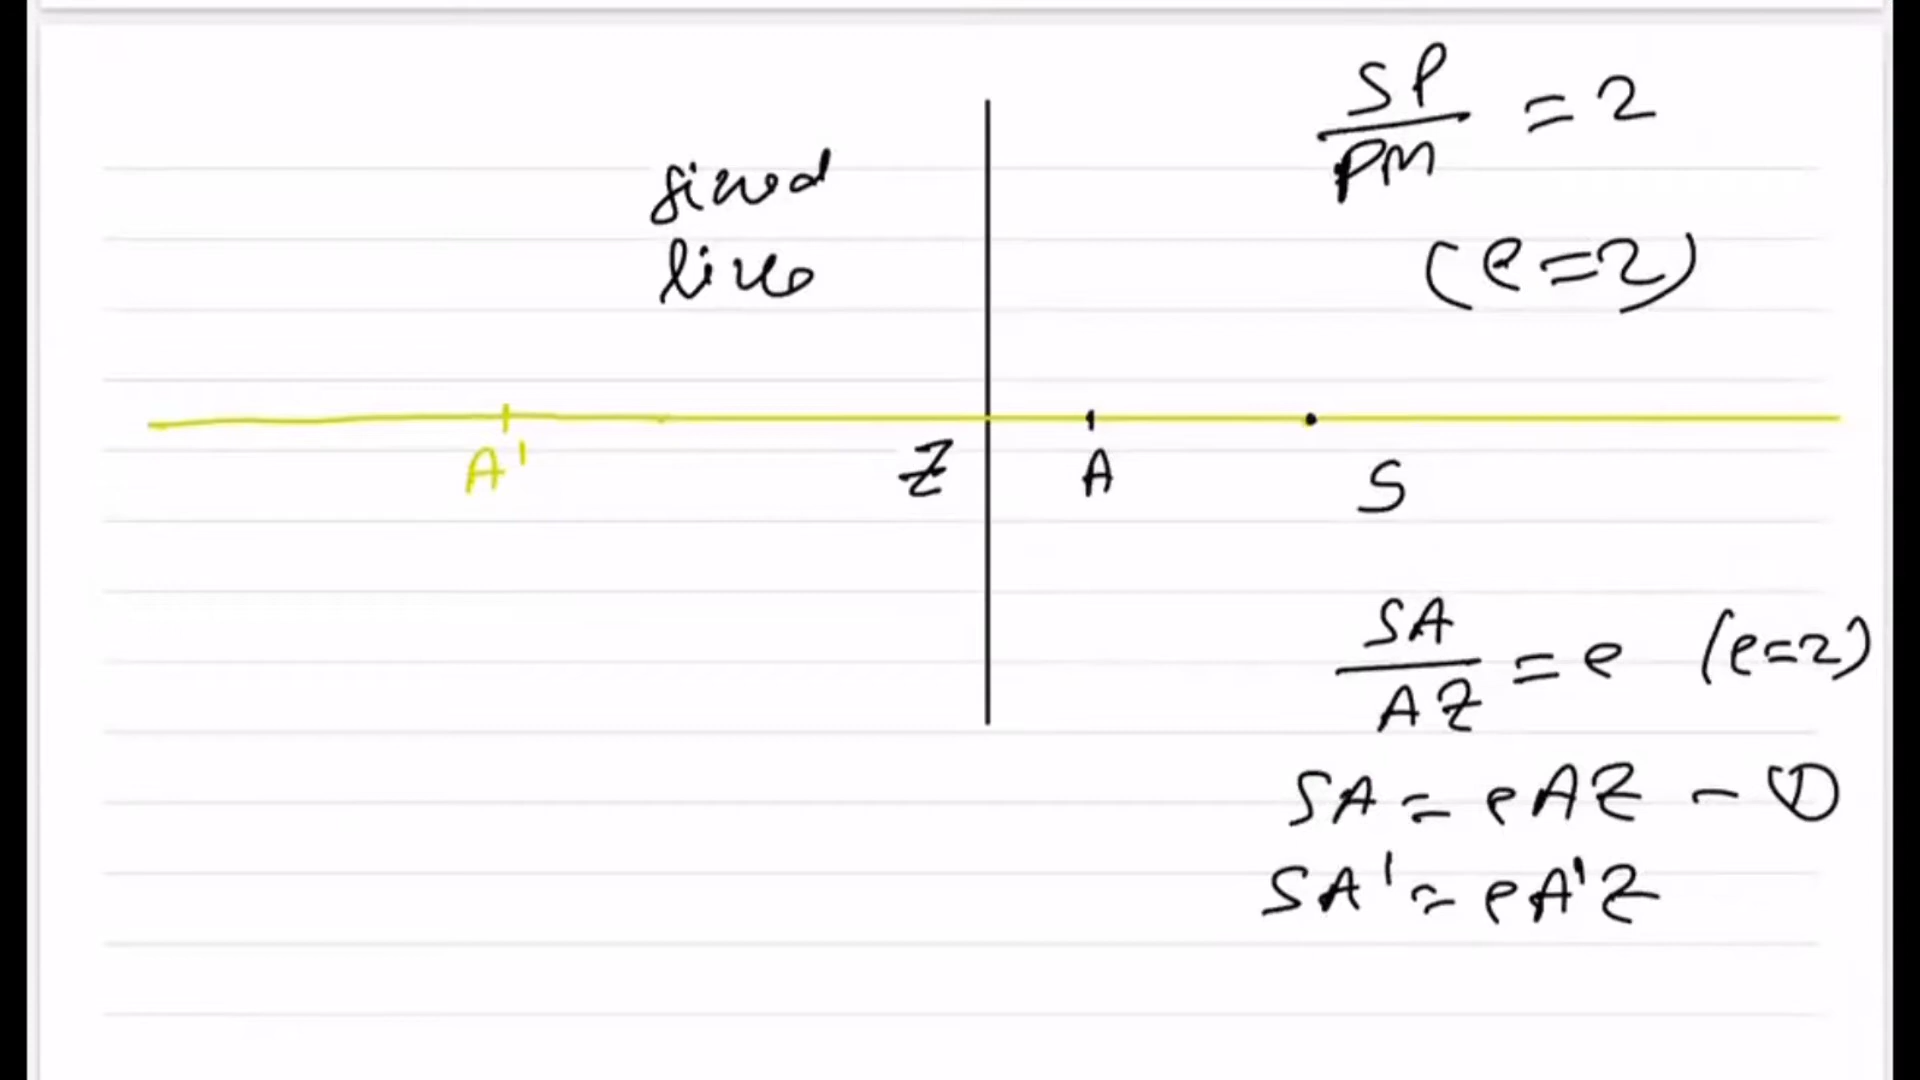 SP/PM = 2
fixed
line
(e=2)
A' Z A S
SA/AZ = e (e=2)
SA = eAZ - ①
SA' = eA'Z